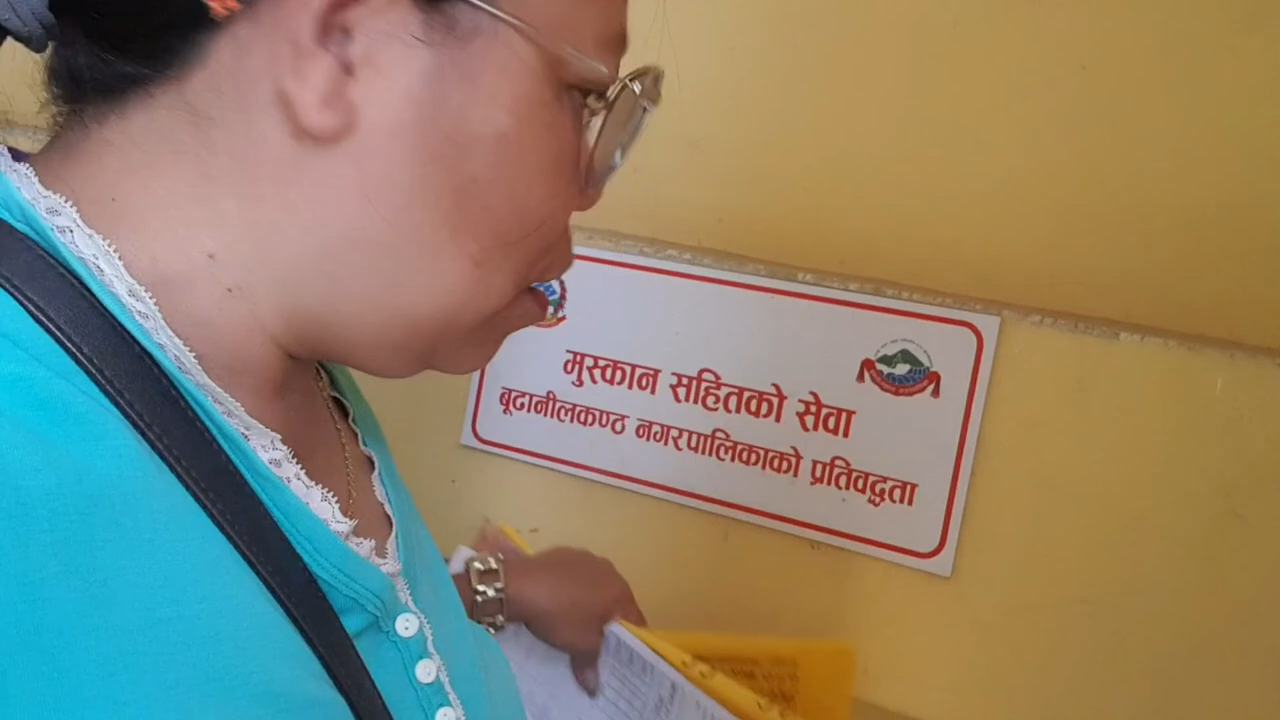 मुस्कान सहितको सेवा
बूढानीलकण्ठ नगरपालिकाको प्रतिवद्धता